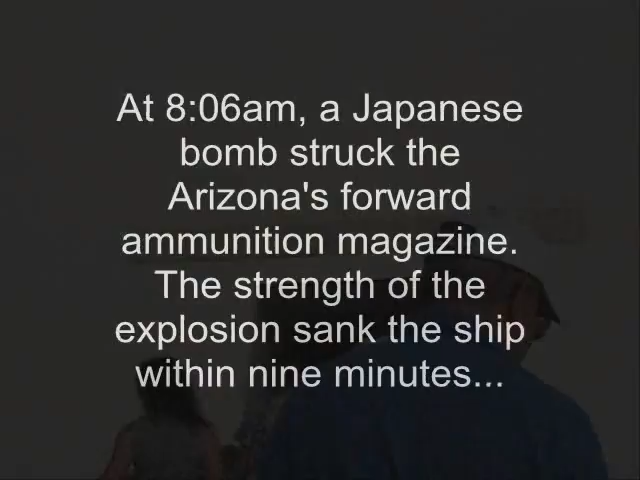 At 8:06am, a Japanese
bomb struck the
Arizona's forward
ammunition magazine.
The strength of the
explosion sank the ship
within nine minutes...